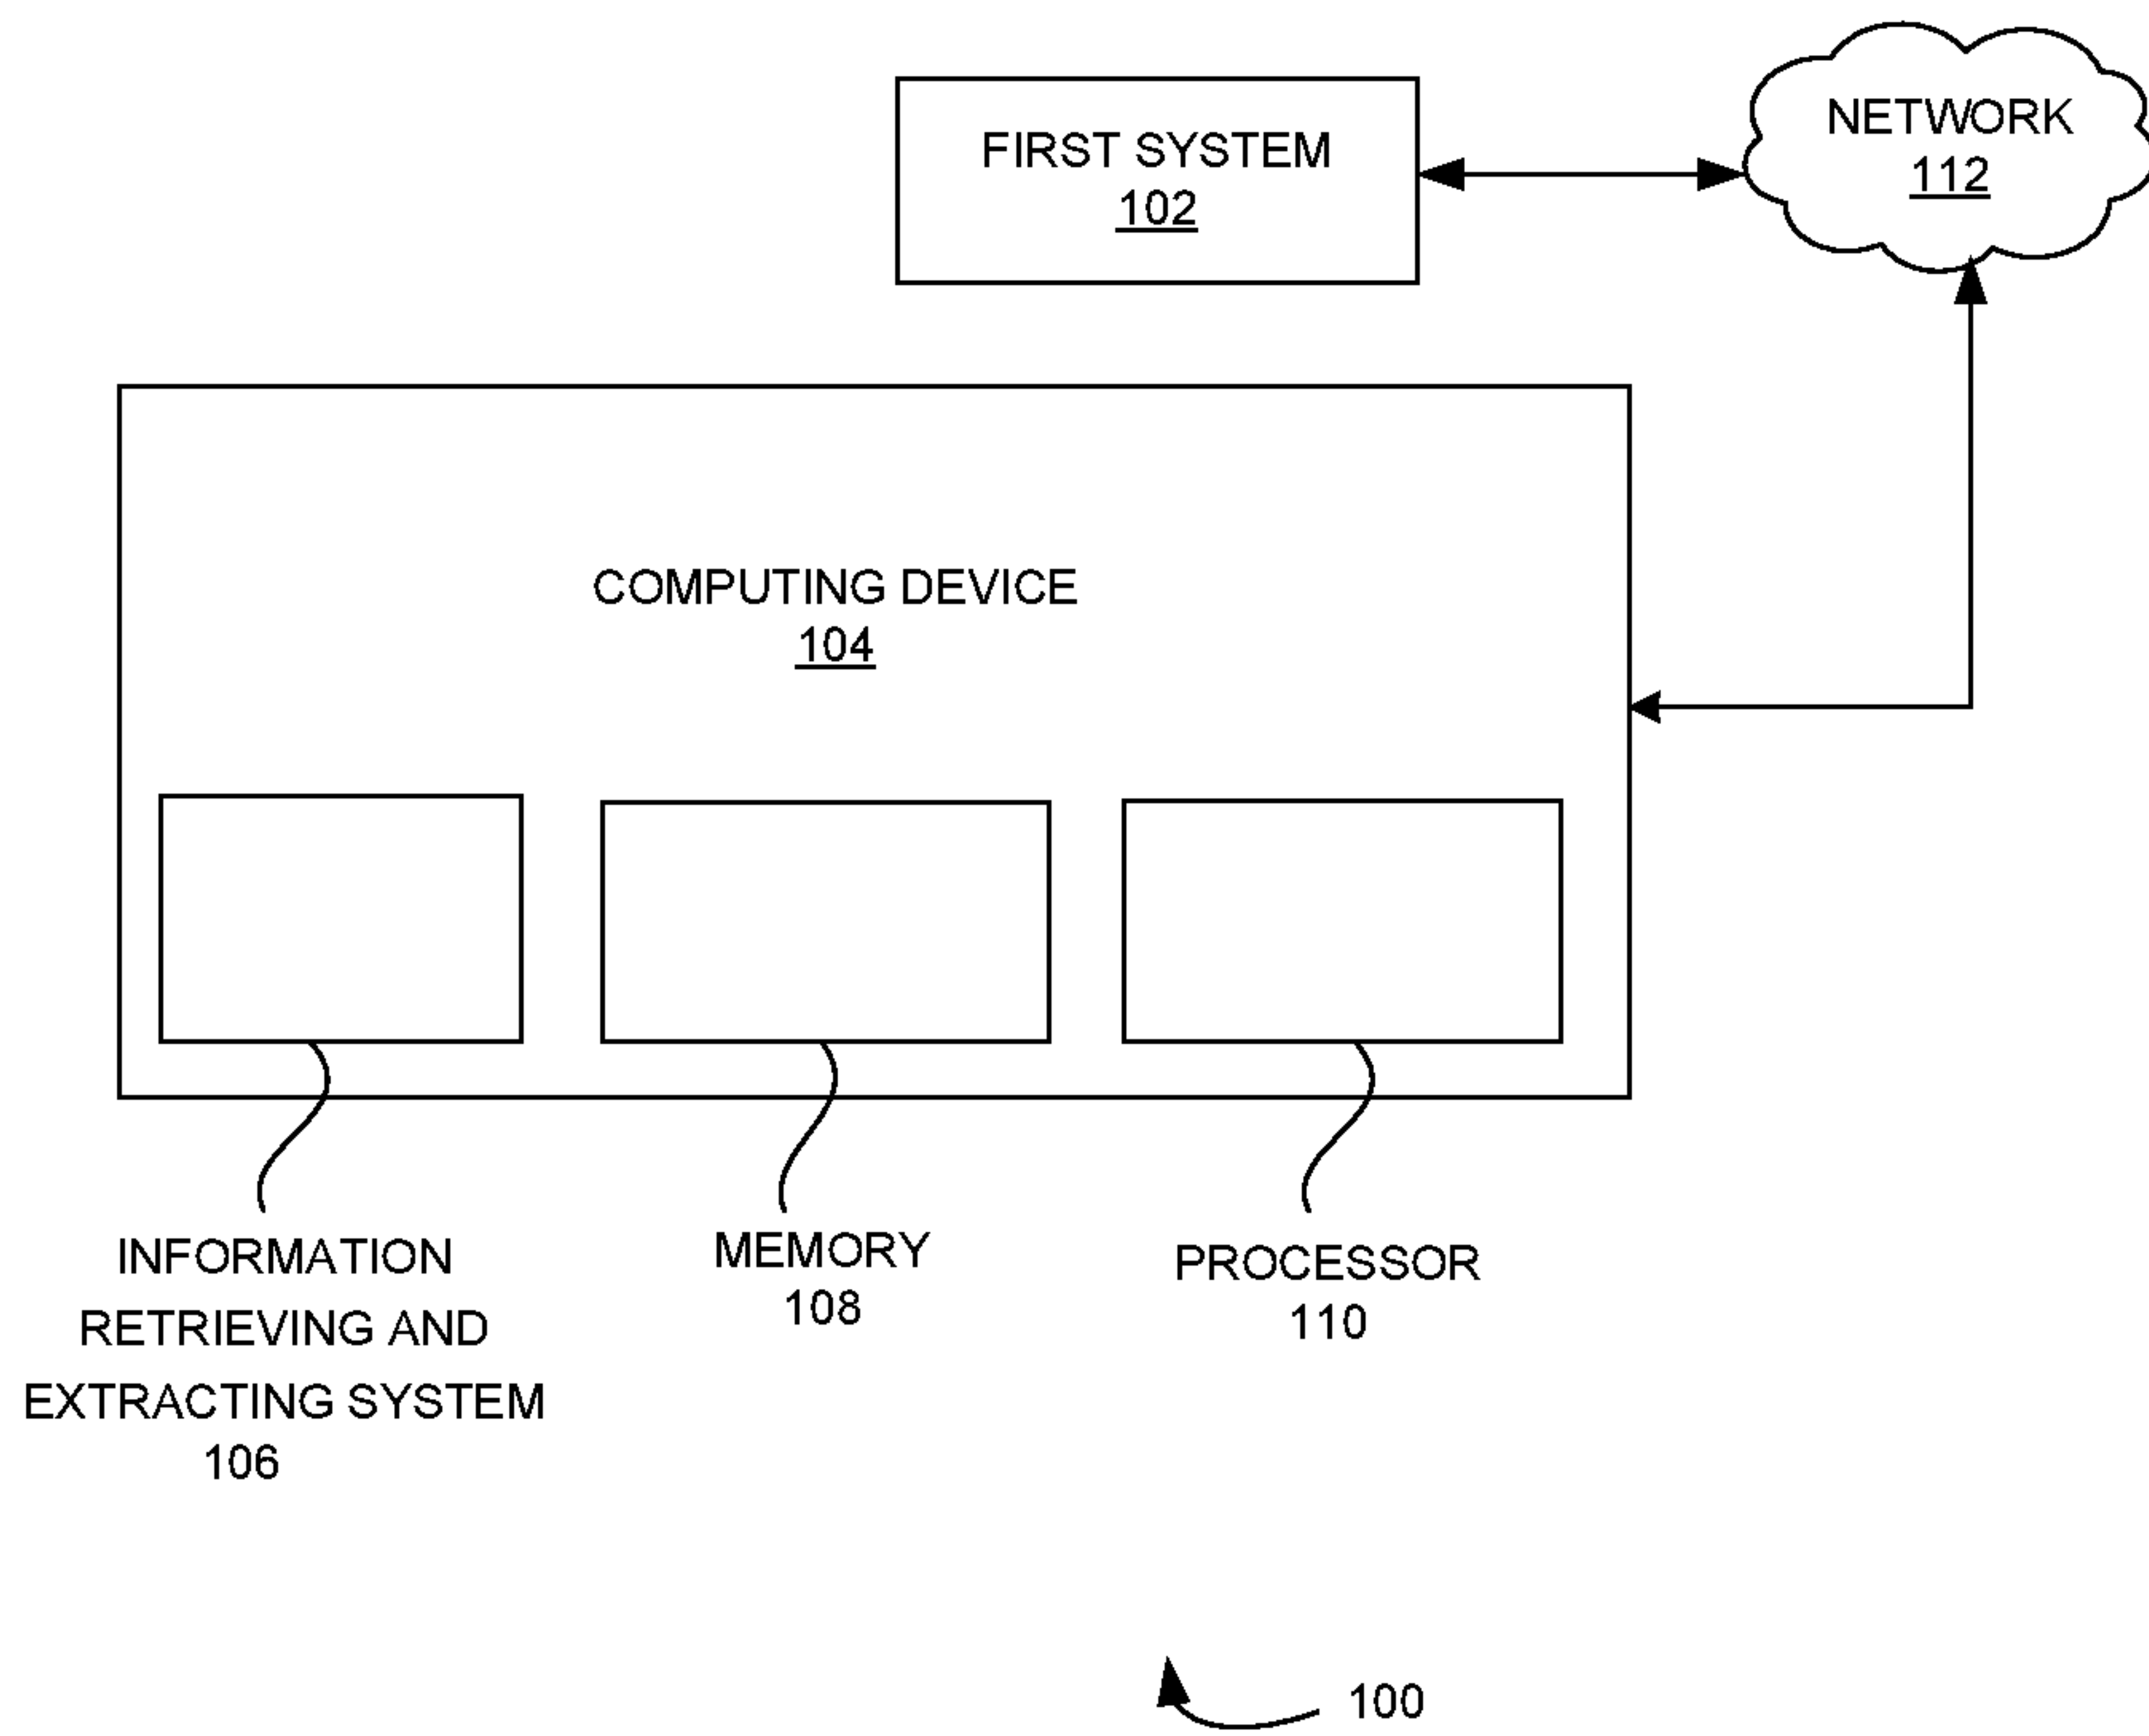 FIRST SYSTEM
102
NETWORK
112
COMPUTING DEVICE
104
INFORMATION
RETRIEVING AND
EXTRACTING SYSTEM
106
MEMORY
108
PROCESSOR
110
100